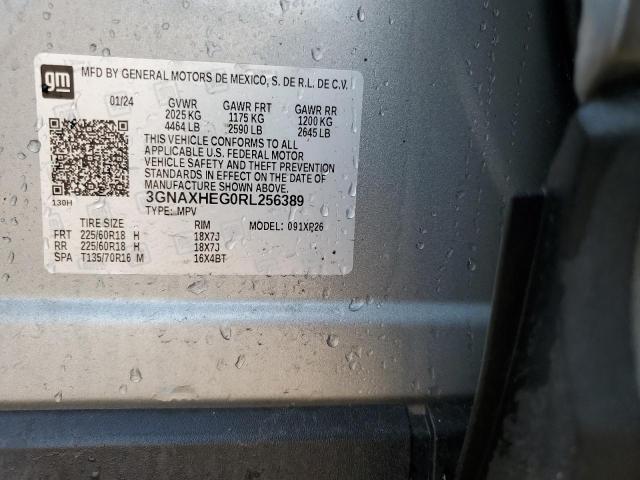 gm
MFD BY GENERAL MOTORS DE MEXICO, S. DE R.L. DE C.V.
01/24 GVWR GAWR FRT GAWR RR
2025 KG 1175 KG 1200 KG
4464 LB 2590 LB 2645 LB
THIS VEHICLE CONFORMS TO ALL
APPLICABLE U.S. FEDERAL MOTOR
VEHICLE SAFETY AND THEFT PREVENTION
STANDARDS IN EFFECT ON THE DATE OF
MANUFACTURE SHOWN ABOVE.
130H 3GNAXHEG0RL256389
TYPE: MPV
TIRE SIZE RIM MODEL: 091XP26
FRT 225/60R18 H 18X7J
RR 225/60R18 H 18X7J
SPA T135/70R16 M 16X4BT